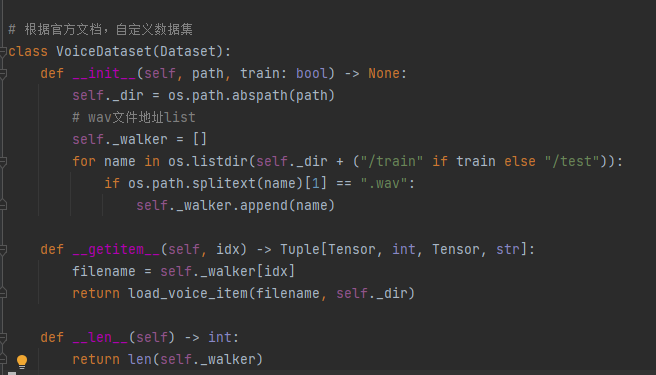 # 根据官方文档，自定义数据集
class VoiceDataset(Dataset):
    def __init__(self, path, train: bool) -> None:
        self._dir = os.path.abspath(path)
        # wav文件地址list
        self._walker = []
        for name in os.listdir(self._dir + ("/train" if train else "/test")):
            if os.path.splitext(name)[1] == ".wav":
                self._walker.append(name)
    def __getitem__(self, idx) -> Tuple[Tensor, int, Tensor, str]:
        filename = self._walker[idx]
        return load_voice_item(filename, self._dir)
    def __len__(self) -> int:
        return len(self._walker)